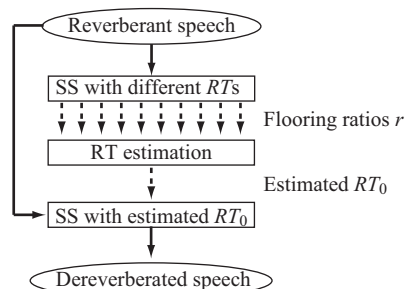 Reverberant speech
SS with different RTs
Flooring ratios r
RT estimation
Estimated RT₀
SS with estimated RT₀
Dereverberated speech